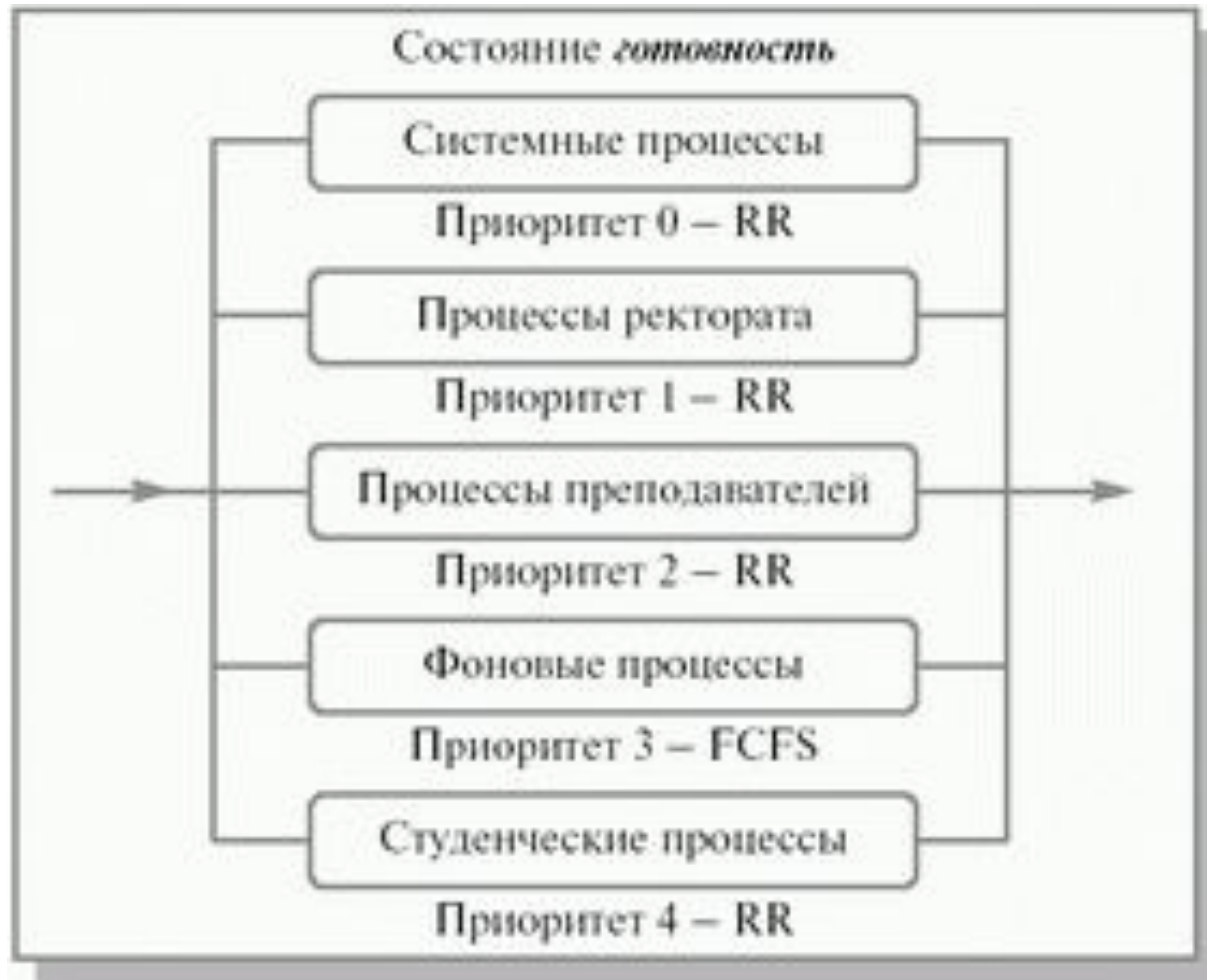 Состояние готовность
Системные процессы
Приоритет 0 – RR
Процессы ректората
Приоритет 1 – RR
Процессы преподавателей
Приоритет 2 – RR
Фоновые процессы
Приоритет 3 – FCFS
Студенческие процессы
Приоритет 4 – RR